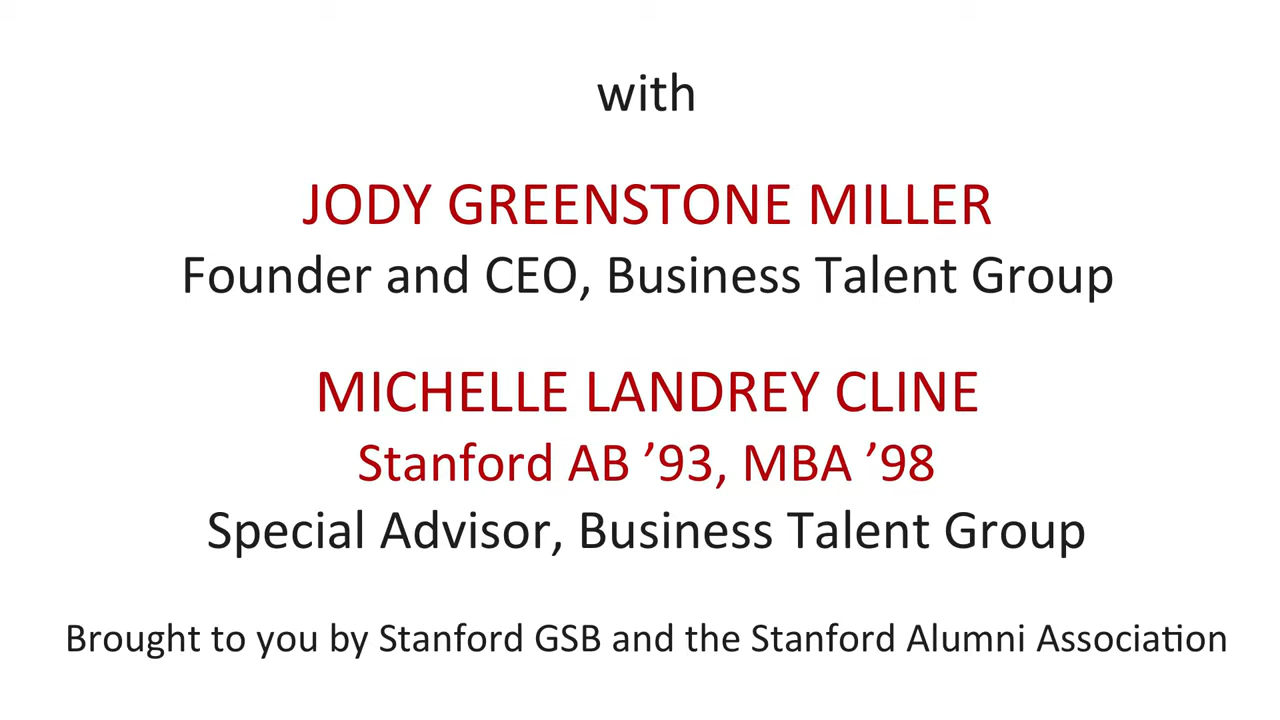 with
JODY GREENSTONE MILLER
Founder and CEO, Business Talent Group
MICHELLE LANDREY CLINE
Stanford AB ’93, MBA ’98
Special Advisor, Business Talent Group
Brought to you by Stanford GSB and the Stanford Alumni Association